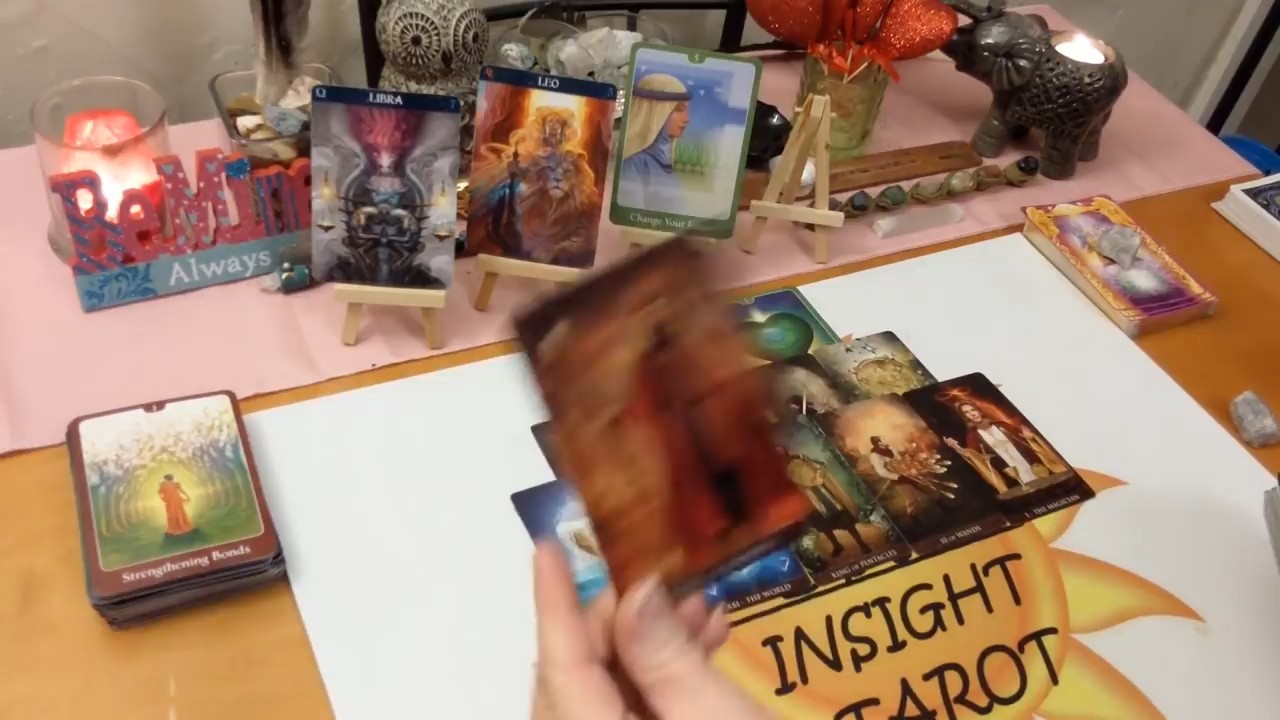 LIBRA
LEO
Change Your
Always
Strengthening Bonds
XXI · THE WORLD
KING OF PENTACLES
III OF WANDS
I · THE MAGICIAN
INSIGHT
TAROT